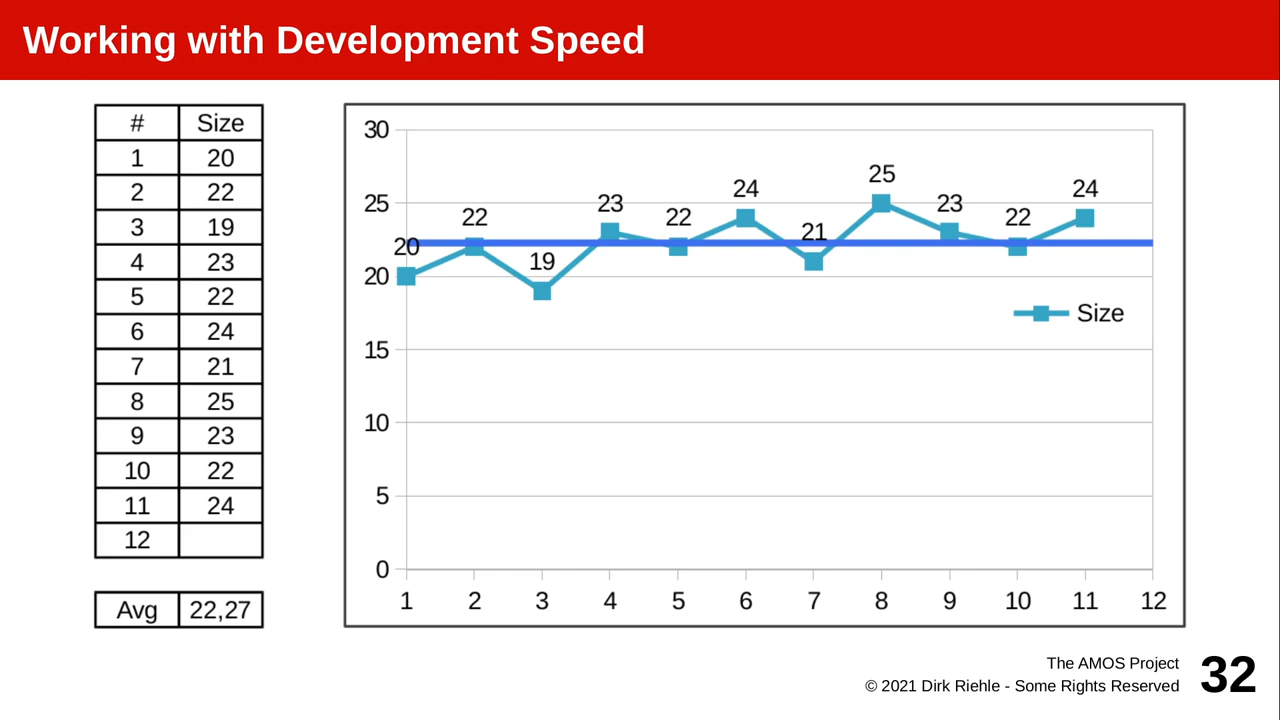 Working with Development Speed
# Size
1 20
2 22
3 19
4 23
5 22
6 24
7 21
8 25
9 23
10 22
11 24
12
Avg 22,27
30
25
20
15
10
5
0
20 22 19 23 22 24 21 25 23 22 24
Size
1 2 3 4 5 6 7 8 9 10 11 12
The AMOS Project
© 2021 Dirk Riehle - Some Rights Reserved
32